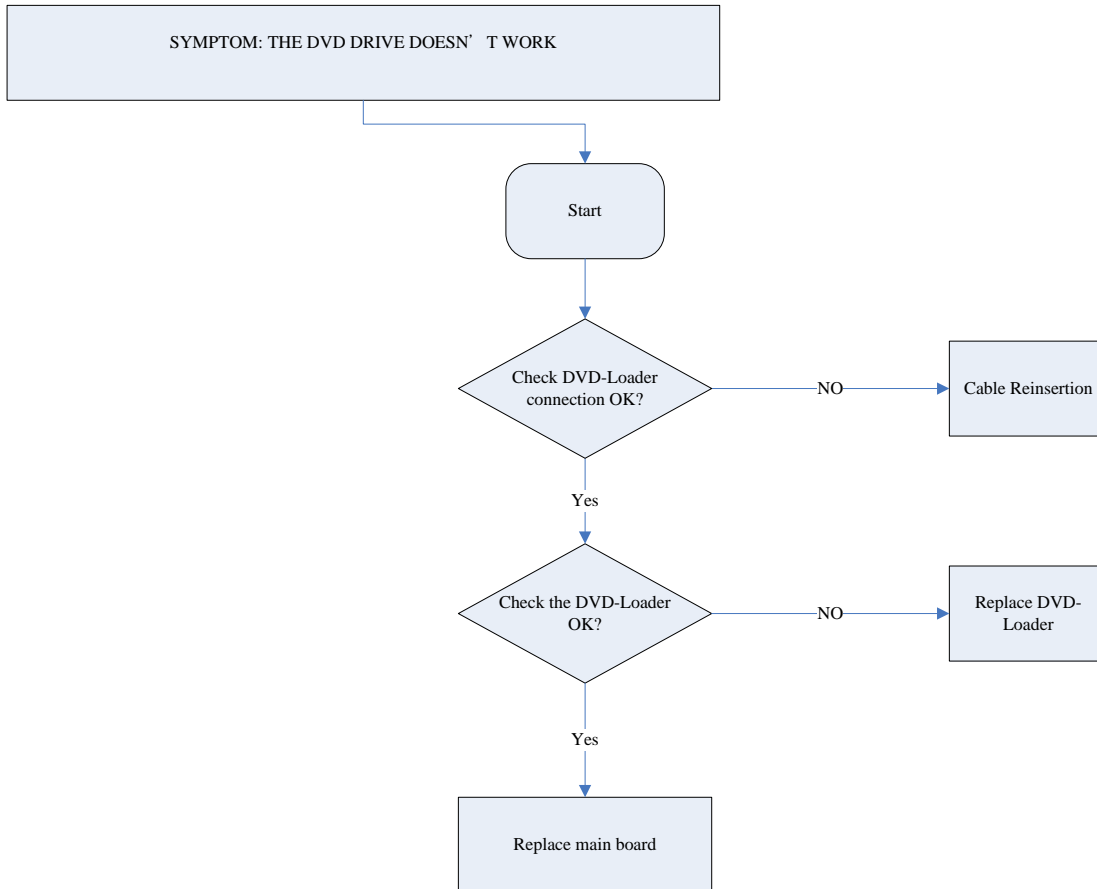 SYMPTOM: THE DVD DRIVE DOESN’T WORK
Start
Check DVD-Loader
connection OK?
NO
Cable Reinsertion
Yes
Check the DVD-Loader
OK?
NO
Replace DVD-
Loader
Yes
Replace main board